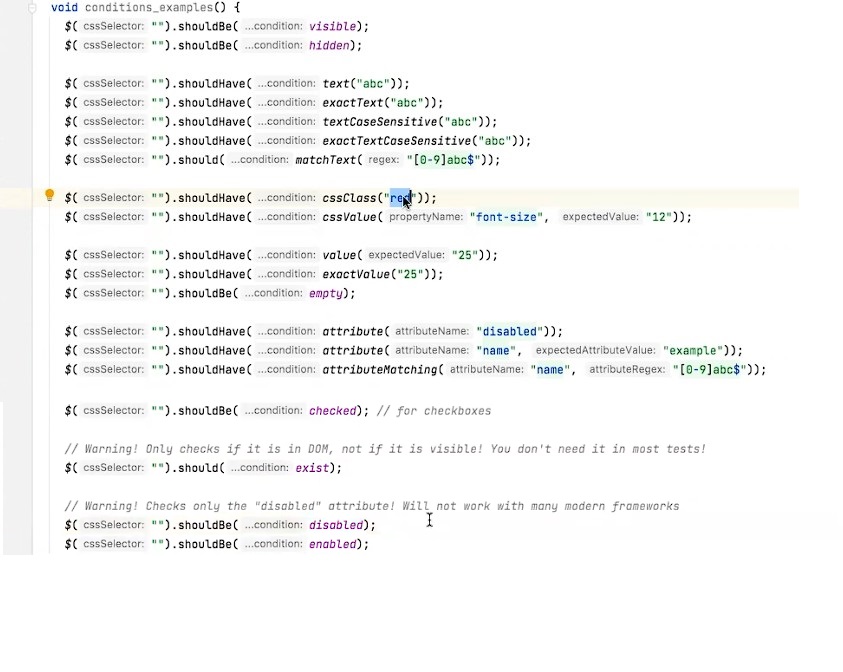 void conditions_examples() {
$( cssSelector: "").shouldBe( ...condition: visible);
$( cssSelector: "").shouldBe( ...condition: hidden);
$( cssSelector: "").shouldHave( ...condition: text("abc"));
$( cssSelector: "").shouldHave( ...condition: exactText("abc"));
$( cssSelector: "").shouldHave( ...condition: textCaseSensitive("abc"));
$( cssSelector: "").shouldHave( ...condition: exactTextCaseSensitive("abc"));
$( cssSelector: "").should( ...condition: matchText( regex: "[0-9]abc$"));
$( cssSelector: "").shouldHave( ...condition: cssClass("red"));
$( cssSelector: "").shouldHave( ...condition: cssValue( propertyName: "font-size", expectedValue: "12"));
$( cssSelector: "").shouldHave( ...condition: value( expectedValue: "25"));
$( cssSelector: "").shouldHave( ...condition: exactValue("25"));
$( cssSelector: "").shouldBe( ...condition: empty);
$( cssSelector: "").shouldHave( ...condition: attribute( attributeName: "disabled"));
$( cssSelector: "").shouldHave( ...condition: attribute( attributeName: "name", expectedAttributeValue: "example"));
$( cssSelector: "").shouldHave( ...condition: attributeMatching( attributeName: "name", attributeRegex: "[0-9]abc$"));
$( cssSelector: "").shouldBe( ...condition: checked); // for checkboxes
// Warning! Only checks if it is in DOM, not if it is visible! You don't need it in most tests!
$( cssSelector: "").should( ...condition: exist);
// Warning! Checks only the "disabled" attribute! Will not work with many modern frameworks
$( cssSelector: "").shouldBe( ...condition: disabled);
$( cssSelector: "").shouldBe( ...condition: enabled);